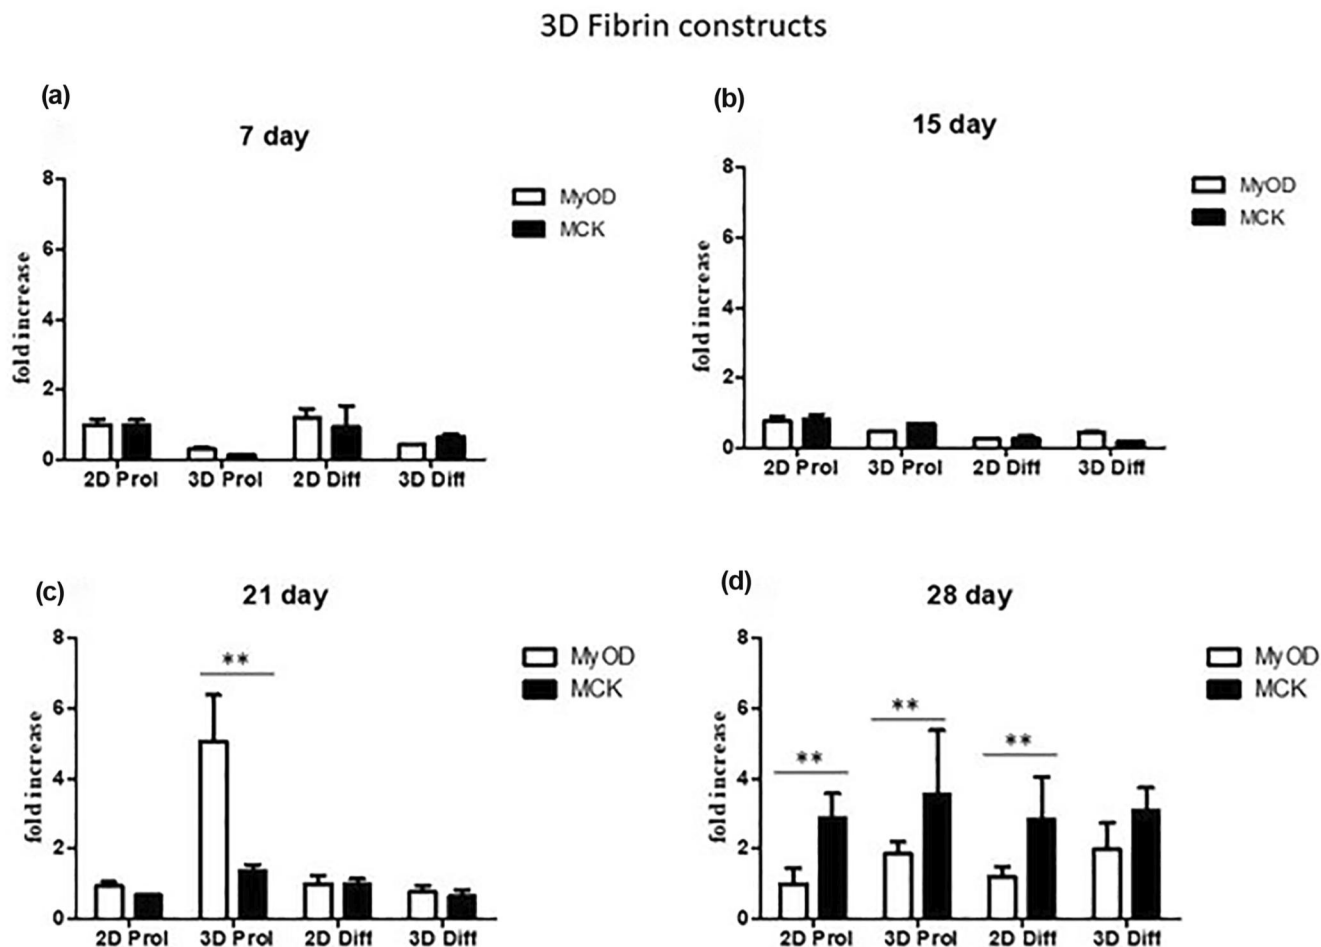 3D Fibrin constructs
(a)
7 day
8
6
4
2
0
fold increase
MyOD
MCK
2D Prol 3D Prol 2D Diff 3D Diff
(b)
15 day
8
6
4
2
0
fold increase
MyOD
MCK
2D Prol 3D Prol 2D Diff 3D Diff
(c)
21 day
8
6
4
2
0
fold increase
**
MyOD
MCK
2D Prol 3D Prol 2D Diff 3D Diff
(d)
28 day
8
6
4
2
0
fold increase
**
**
**
MyOD
MCK
2D Prol 3D Prol 2D Diff 3D Diff